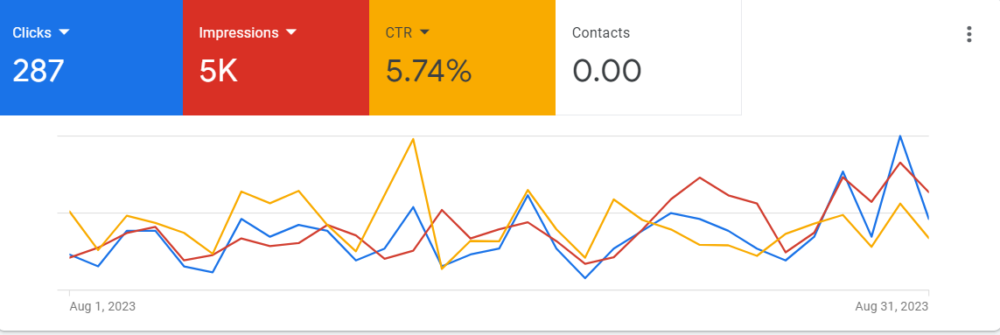 Clicks
287
Impressions
5K
CTR
5.74%
Contacts
0.00
Aug 1, 2023
Aug 31, 2023